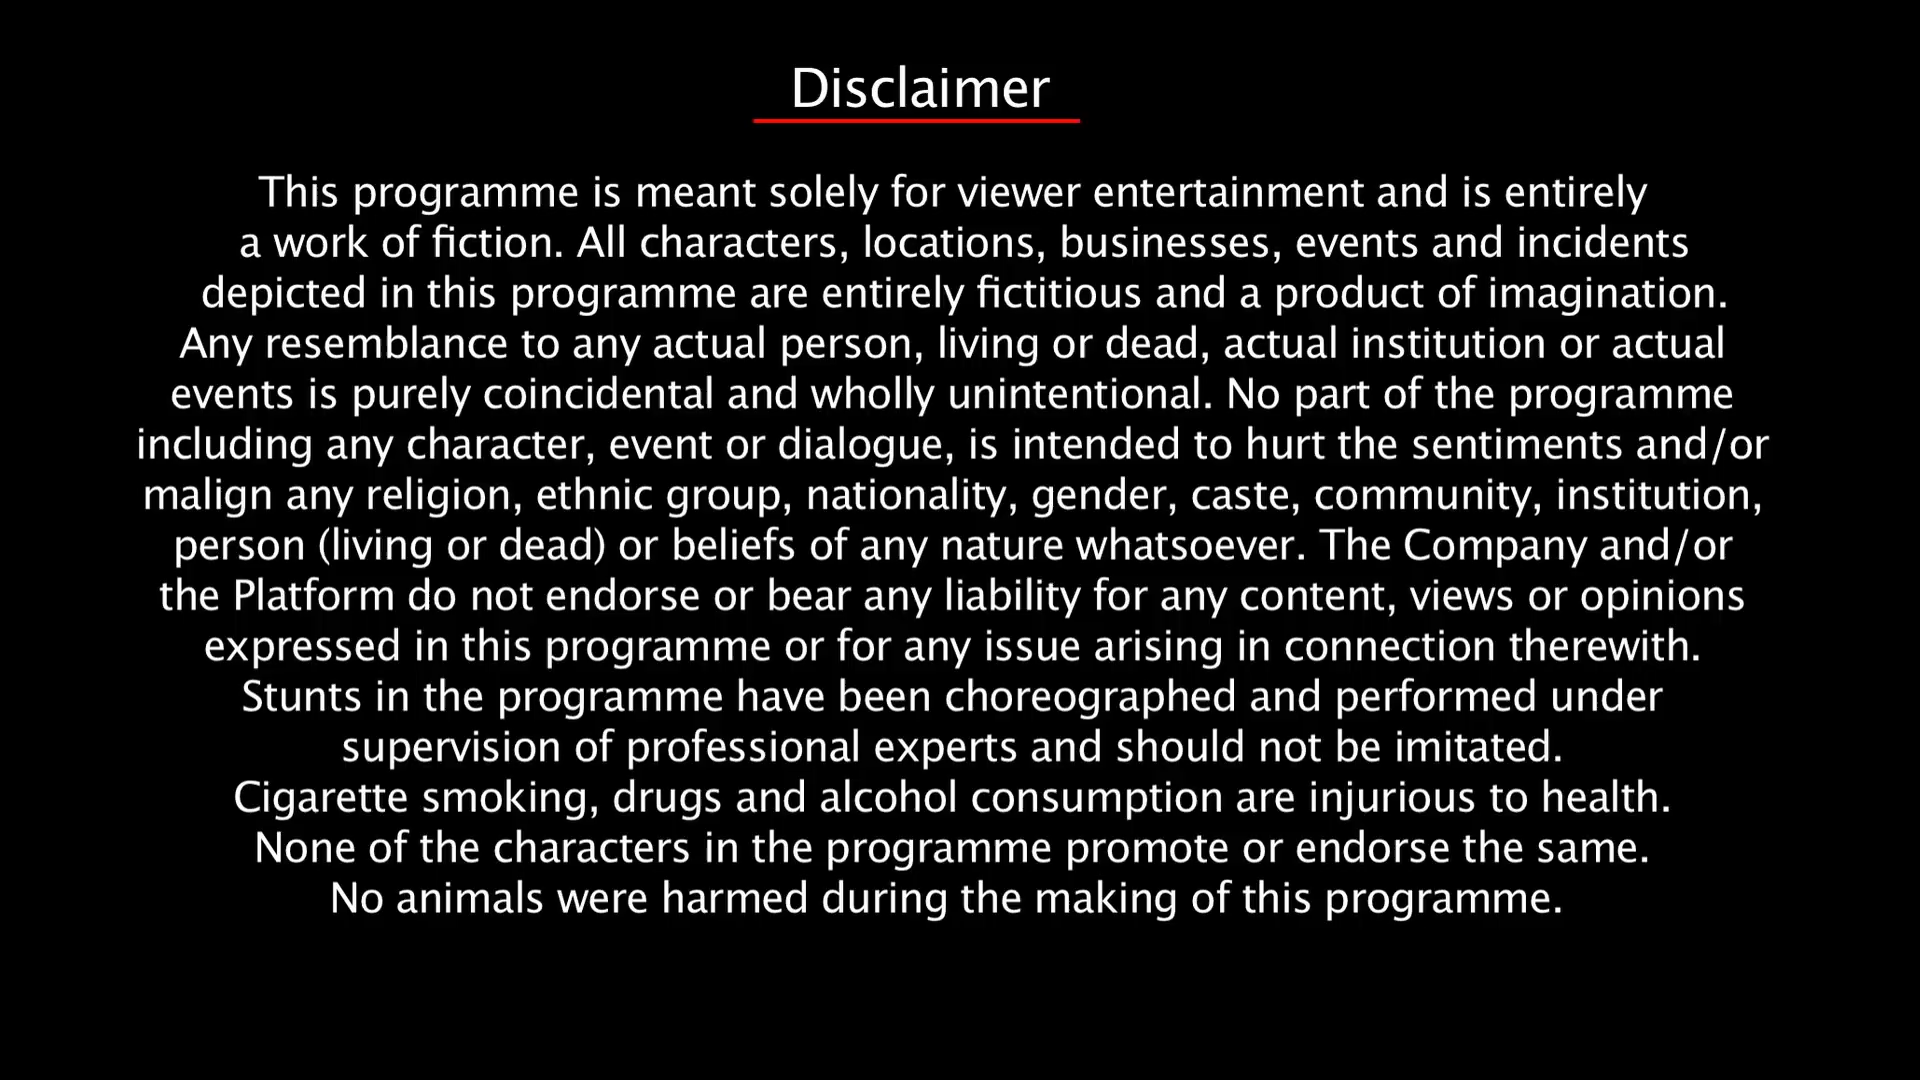 Disclaimer
This programme is meant solely for viewer entertainment and is entirely
a work of fiction. All characters, locations, businesses, events and incidents
depicted in this programme are entirely fictitious and a product of imagination.
Any resemblance to any actual person, living or dead, actual institution or actual
events is purely coincidental and wholly unintentional. No part of the programme
including any character, event or dialogue, is intended to hurt the sentiments and/or
malign any religion, ethnic group, nationality, gender, caste, community, institution,
person (living or dead) or beliefs of any nature whatsoever. The Company and/or
the Platform do not endorse or bear any liability for any content, views or opinions
expressed in this programme or for any issue arising in connection therewith.
Stunts in the programme have been choreographed and performed under
supervision of professional experts and should not be imitated.
Cigarette smoking, drugs and alcohol consumption are injurious to health.
None of the characters in the programme promote or endorse the same.
No animals were harmed during the making of this programme.